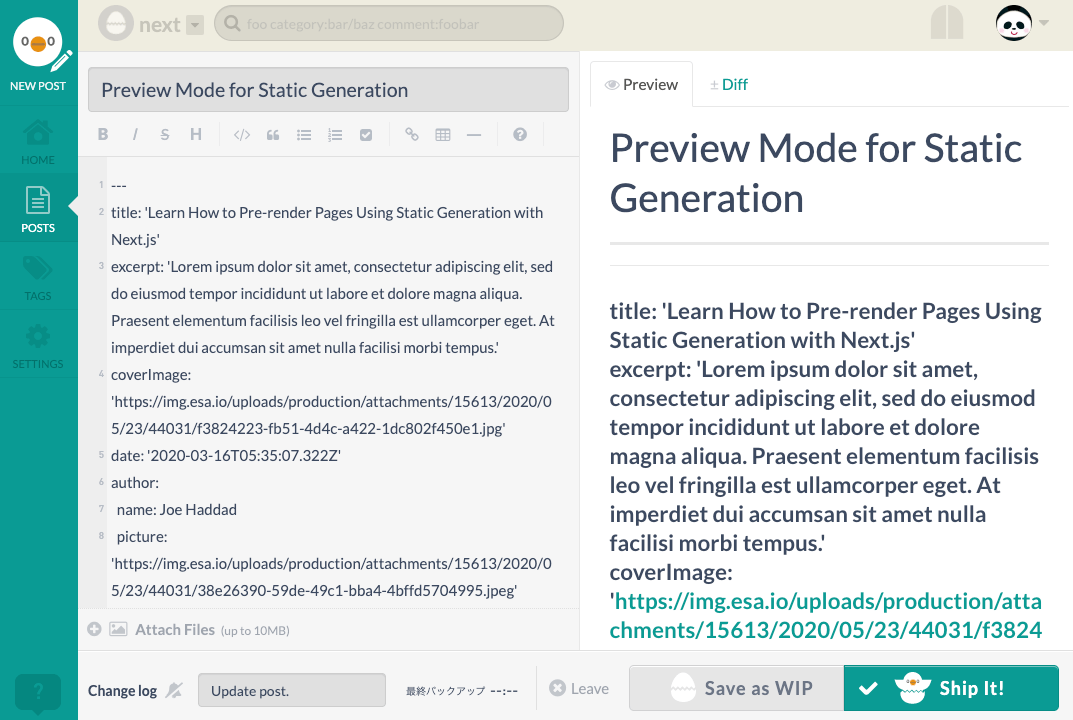 next
foo category:bar/baz comment:foobar
NEW POST
HOME
POSTS
TAGS
SETTINGS
?
Preview Mode for Static Generation
B I S H
1 ---
2 title: 'Learn How to Pre-render Pages Using Static Generation with
Next.js'
3 excerpt: 'Lorem ipsum dolor sit amet, consectetur adipiscing elit, sed
do eiusmod tempor incididunt ut labore et dolore magna aliqua.
Praesent elementum facilisis leo vel fringilla est ullamcorper eget. At
imperdiet dui accumsan sit amet nulla facilisi morbi tempus.'
4 coverImage:
'https://img.esa.io/uploads/production/attachments/15613/2020/0
5/23/44031/f3824223-fb51-4d4c-a422-1dc802f450e1.jpg'
5 date: '2020-03-16T05:35:07.322Z'
6 author:
7 name: Joe Haddad
8 picture:
'https://img.esa.io/uploads/production/attachments/15613/2020/0
5/23/44031/38e26390-59de-49c1-bba4-4bffd5704995.jpeg'
Attach Files (up to 10MB)
Preview
± Diff
Preview Mode for Static
Generation
title: 'Learn How to Pre-render Pages Using
Static Generation with Next.js'
excerpt: 'Lorem ipsum dolor sit amet,
consectetur adipiscing elit, sed do eiusmod
tempor incididunt ut labore et dolore
magna aliqua. Praesent elementum facilisis
leo vel fringilla est ullamcorper eget. At
imperdiet dui accumsan sit amet nulla
facilisi morbi tempus.'
coverImage:
'https://img.esa.io/uploads/production/atta
chments/15613/2020/05/23/44031/f3824
Change log
Update post.
最終バックアップ --:--
Leave
Save as WIP
Ship It!